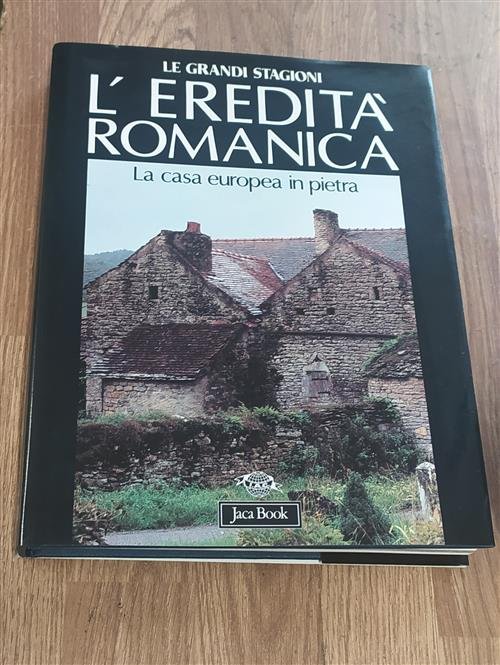 LE GRANDI STAGIONI
L'EREDITÀ
ROMANICA
La casa europea in pietra
Jaca Book